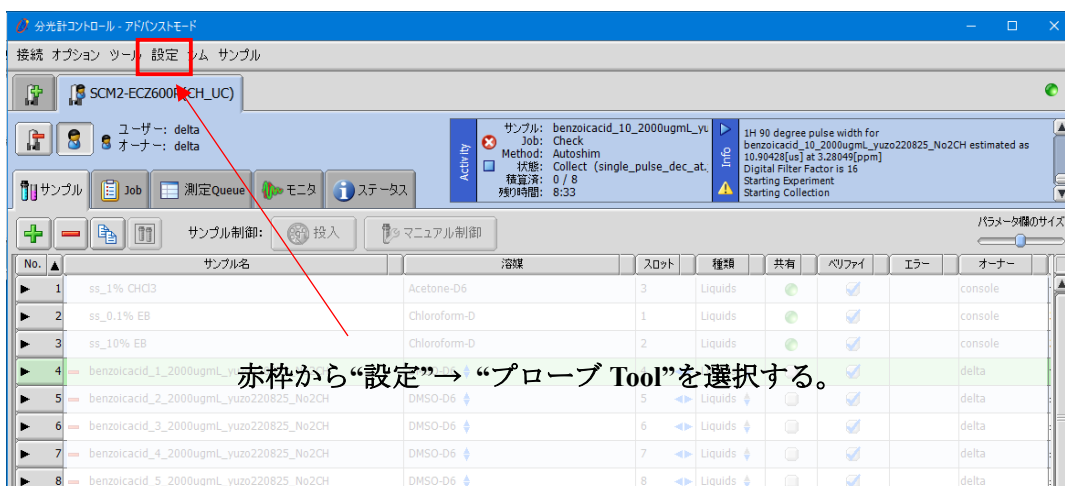 分光計コントロール - アドバンストモード
接続 オプション ツール 設定 ム サンプル
SCM2-ECZ600R(CH_UC)
ユーザー: delta
オーナー: delta
Activity
サンプル: benzoicacid_10_2000ugmL_yu
Job: Check
Method: Autoshim
状態: Collect (single_pulse_dec_at.
積算済: 0 / 8
残り時間: 8:33
Info
1H 90 degree pulse width for
benzoicacid_10_2000ugmL_yuzo220825_No2CH estimated as
10.90428[us] at 3.28049[ppm]
Digital Filter Factor is 16
Starting Experiment
Starting Collection
サンプル Job 測定Queue モニタ ステータス
サンプル制御: 投入 マニュアル制御 パラメータ欄のサイズ
No. サンプル名 溶媒 スロット 種類 共有 ベリファイ エラー オーナー
1 ss_1% CHCl3 Acetone-D6 3 Liquids console
2 ss_0.1% EB Chloroform-D 1 Liquids console
3 ss_10% EB Chloroform-D 2 Liquids console
4 benzoicacid_1_2000ugmL_yuzo220825_No2CH delta
赤枠から“設定”→ “プローブ Tool”を選択する。
5 benzoicacid_2_2000ugmL_yuzo220825_No2CH DMSO-D6 5 Liquids delta
6 benzoicacid_3_2000ugmL_yuzo220825_No2CH DMSO-D6 6 Liquids delta
7 benzoicacid_4_2000ugmL_yuzo220825_No2CH DMSO-D6 7 Liquids delta
8 benzoicacid_5_2000ugmL_yuzo220825_No2CH DMSO-D6 8 Liquids delta